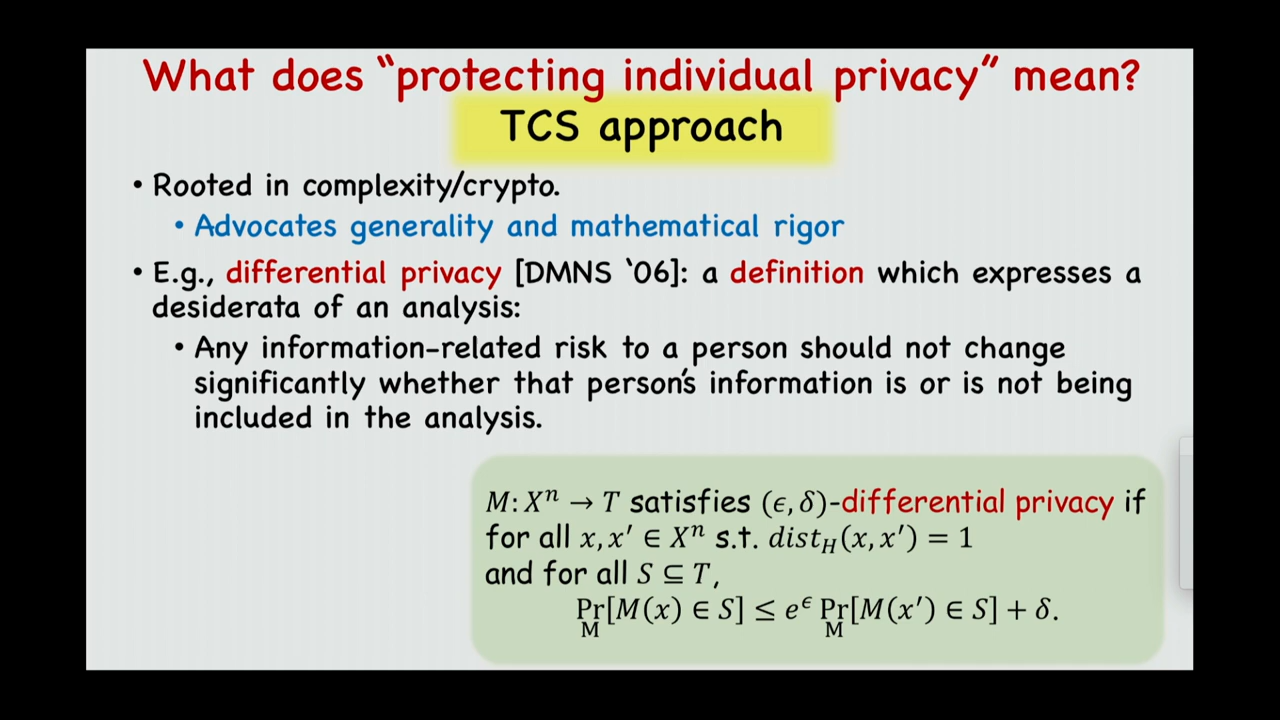 What does “protecting individual privacy” mean?
TCS approach
• Rooted in complexity/crypto.
• Advocates generality and mathematical rigor
• E.g., differential privacy [DMNS ‘06]: a definition which expresses a
desiderata of an analysis:
• Any information-related risk to a person should not change
significantly whether that person’s information is or is not being
included in the analysis.
𝑀: 𝑋ⁿ → 𝑇 satisfies (𝜖, 𝛿)-differential privacy if
for all 𝑥, 𝑥′ ∈ 𝑋ⁿ s.t. 𝑑𝑖𝑠𝑡_𝐻(𝑥, 𝑥′) = 1
and for all 𝑆 ⊆ 𝑇,
Pr_M[𝑀(𝑥) ∈ 𝑆] ≤ 𝑒^𝜖 Pr_M[𝑀(𝑥′) ∈ 𝑆] + 𝛿.